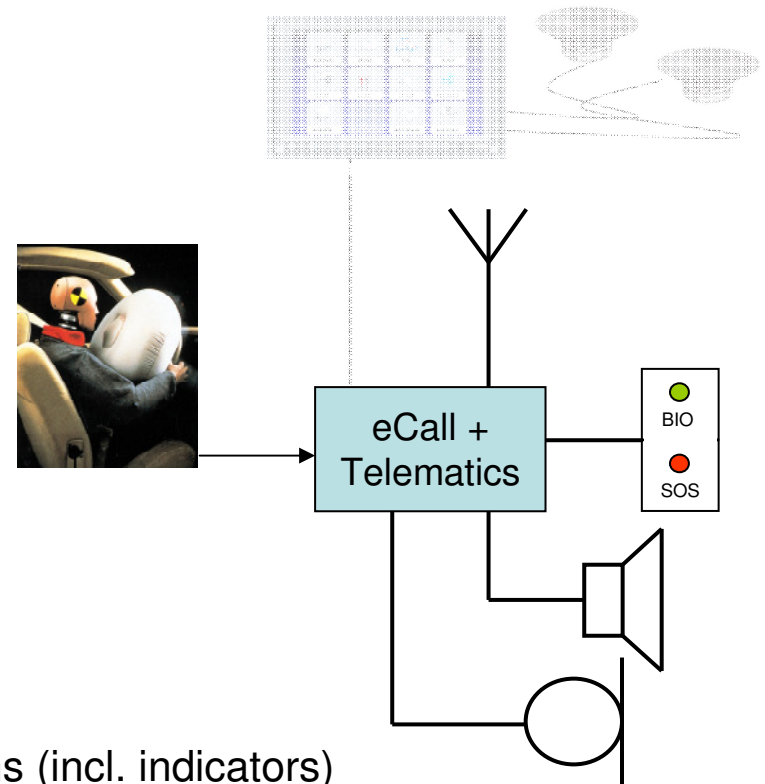 eCall +
Telematics
BIO
SOS
(incl. indicators)